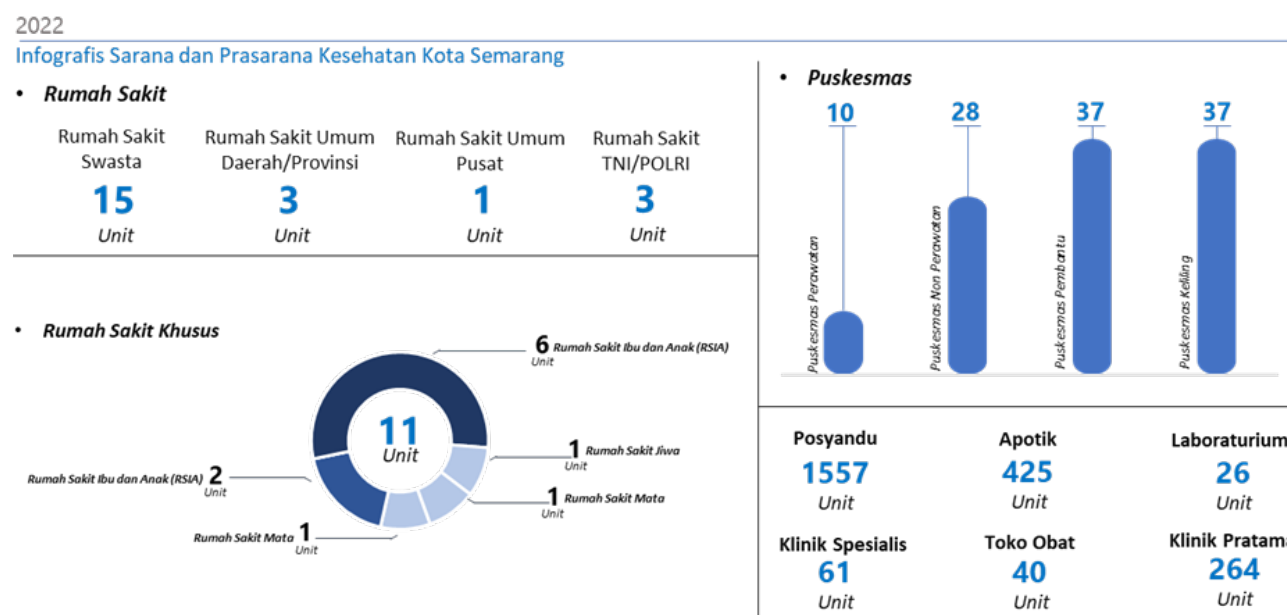 2022
Infografis Sarana dan Prasarana Kesehatan Kota Semarang
• Rumah Sakit
Rumah Sakit
Swasta
15
Unit
Rumah Sakit Umum
Daerah/Provinsi
3
Unit
Rumah Sakit Umum
Pusat
1
Unit
Rumah Sakit
TNI/POLRI
3
Unit
• Rumah Sakit Khusus
6 Rumah Sakit Ibu dan Anak (RSIA)
Unit
11
Unit
1 Rumah Sakit Jiwa
Unit
1 Rumah Sakit Mata
Unit
Rumah Sakit Ibu dan Anak (RSIA) 2
Unit
Rumah Sakit Mata 1
Unit
• Puskesmas
10
28
37
37
Puskesmas Perawatan
Puskesmas Non Perawatan
Puskesmas Pembantu
Puskesmas Keliling
Posyandu
1557
Unit
Apotik
425
Unit
Laboraturium
26
Unit
Klinik Spesialis
61
Unit
Toko Obat
40
Unit
Klinik Pratama
264
Unit